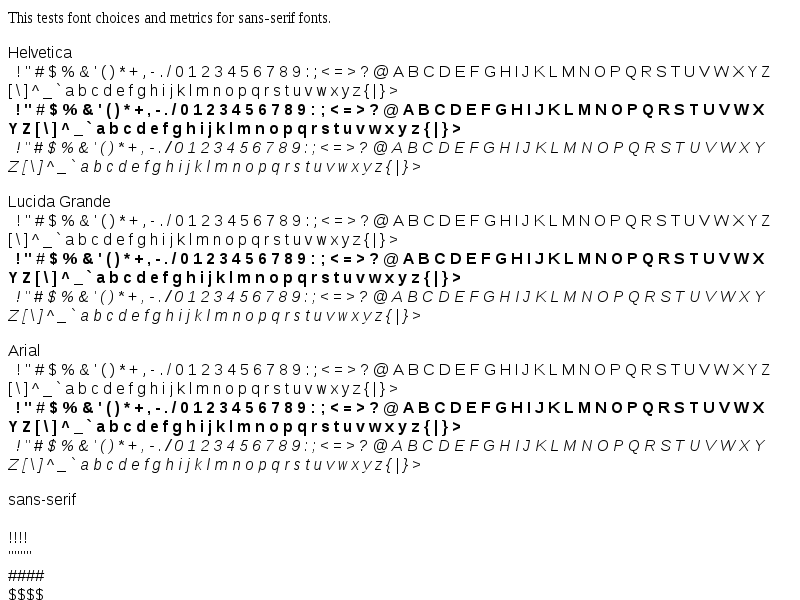 This tests font choices and metrics for sans-serif fonts.
Helvetica
! " # $ % & ' ( ) * + , - . / 0 1 2 3 4 5 6 7 8 9 : ; < = > ? @ A B C D E F G H I J K L M N O P Q R S T U V W X Y Z
[ \ ] ^ _ ` a b c d e f g h i j k l m n o p q r s t u v w x y z { | } >
! " # $ % & ' ( ) * + , - . / 0 1 2 3 4 5 6 7 8 9 : ; < = > ? @ A B C D E F G H I J K L M N O P Q R S T U V W X
Y Z [ \ ] ^ _ ` a b c d e f g h i j k l m n o p q r s t u v w x y z { | } >
! " # $ % & ' ( ) * + , - . / 0 1 2 3 4 5 6 7 8 9 : ; < = > ? @ A B C D E F G H I J K L M N O P Q R S T U V W X Y
Z [ \ ] ^ _ ` a b c d e f g h i j k l m n o p q r s t u v w x y z { | } >
Lucida Grande
! " # $ % & ' ( ) * + , - . / 0 1 2 3 4 5 6 7 8 9 : ; < = > ? @ A B C D E F G H I J K L M N O P Q R S T U V W X Y Z
[ \ ] ^ _ ` a b c d e f g h i j k l m n o p q r s t u v w x y z { | } >
! " # $ % & ' ( ) * + , - . / 0 1 2 3 4 5 6 7 8 9 : ; < = > ? @ A B C D E F G H I J K L M N O P Q R S T U V W X
Y Z [ \ ] ^ _ ` a b c d e f g h i j k l m n o p q r s t u v w x y z { | } >
! " # $ % & ' ( ) * + , - . / 0 1 2 3 4 5 6 7 8 9 : ; < = > ? @ A B C D E F G H I J K L M N O P Q R S T U V W X Y
Z [ \ ] ^ _ ` a b c d e f g h i j k l m n o p q r s t u v w x y z { | } >
Arial
! " # $ % & ' ( ) * + , - . / 0 1 2 3 4 5 6 7 8 9 : ; < = > ? @ A B C D E F G H I J K L M N O P Q R S T U V W X Y Z
[ \ ] ^ _ ` a b c d e f g h i j k l m n o p q r s t u v w x y z { | } >
! " # $ % & ' ( ) * + , - . / 0 1 2 3 4 5 6 7 8 9 : ; < = > ? @ A B C D E F G H I J K L M N O P Q R S T U V W X
Y Z [ \ ] ^ _ ` a b c d e f g h i j k l m n o p q r s t u v w x y z { | } >
! " # $ % & ' ( ) * + , - . / 0 1 2 3 4 5 6 7 8 9 : ; < = > ? @ A B C D E F G H I J K L M N O P Q R S T U V W X Y
Z [ \ ] ^ _ ` a b c d e f g h i j k l m n o p q r s t u v w x y z { | } >
sans-serif
!!!!
""""
####
$$$$